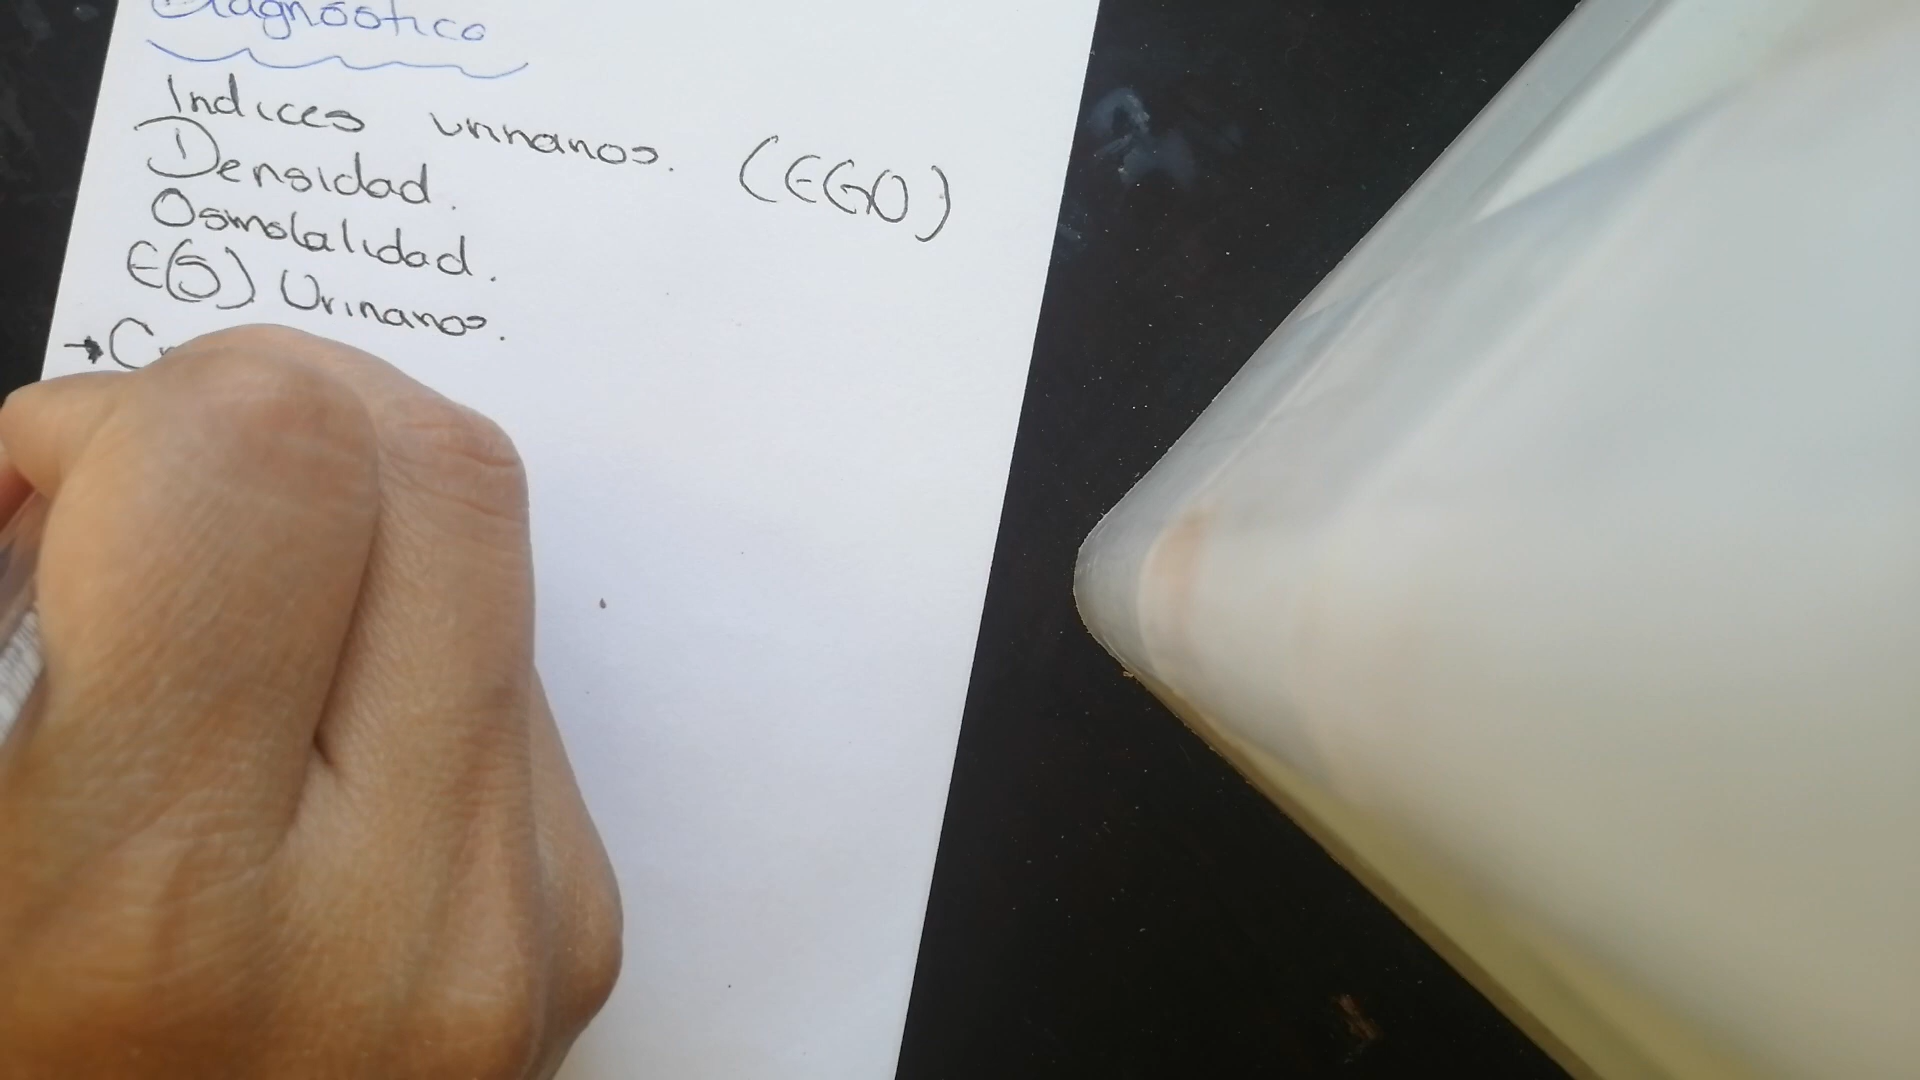 Diagnóstico
Indices urinarios. (EGO)
Densidad.
Osmolalidad.
E(S) Urinarios.
→ C